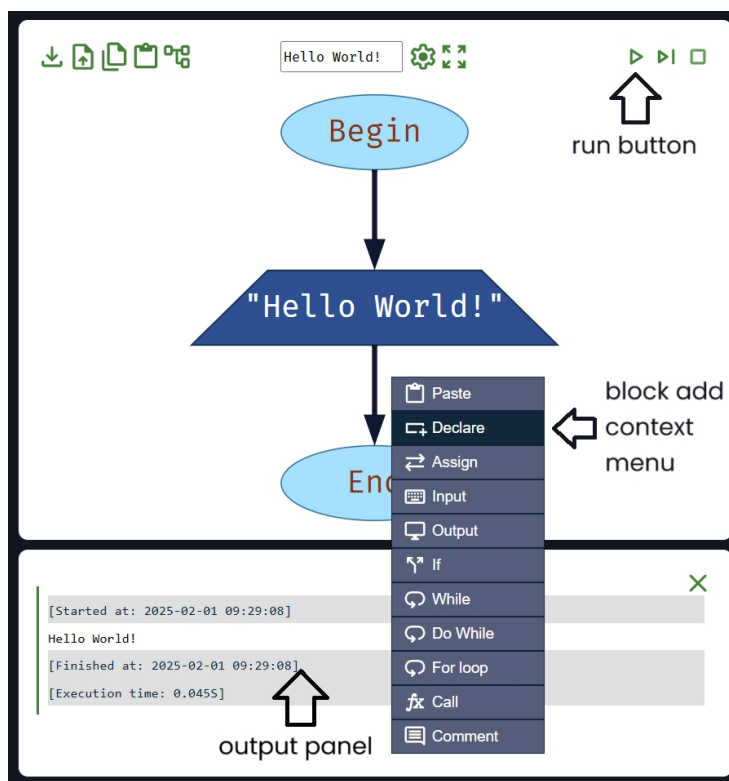 Hello World!
Begin
run button
"Hello World!"
Paste
Declare
Assign
Input
Output
If
While
Do While
For loop
Call
Comment
block add
context
menu
End
[Started at: 2025-02-01 09:29:08]
Hello World!
[Finished at: 2025-02-01 09:29:08]
[Execution time: 0.045S]
output panel